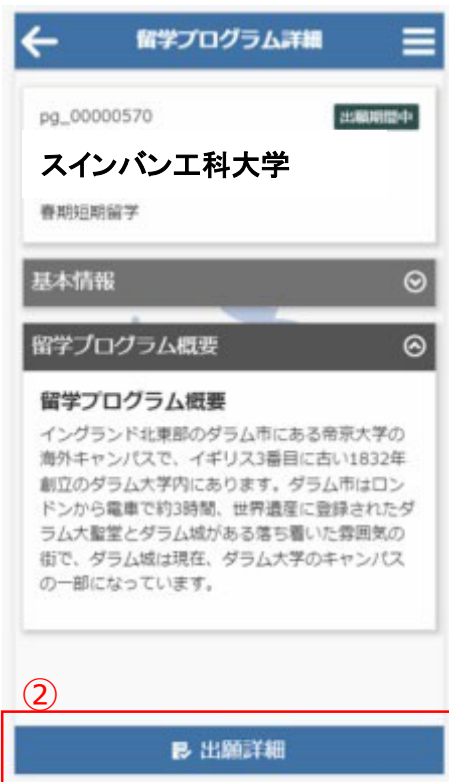 留学プログラム詳細
pg_00000570
出願期間中
スインバン工科大学
春期短期留学
基本情報
留学プログラム概要
留学プログラム概要
イングランド北東部のダラム市にある帝京大学の
海外キャンパスで、イギリス3番目に古い1832年
創立のダラム大学内にあります。ダラム市はロン
ドンから電車で約3時間、世界遺産に登録されたダ
ラム大聖堂とダラム城がある落ち着いた雰囲気の
街で、ダラム城は現在、ダラム大学のキャンパス
の一部になっています。
②
出願詳細